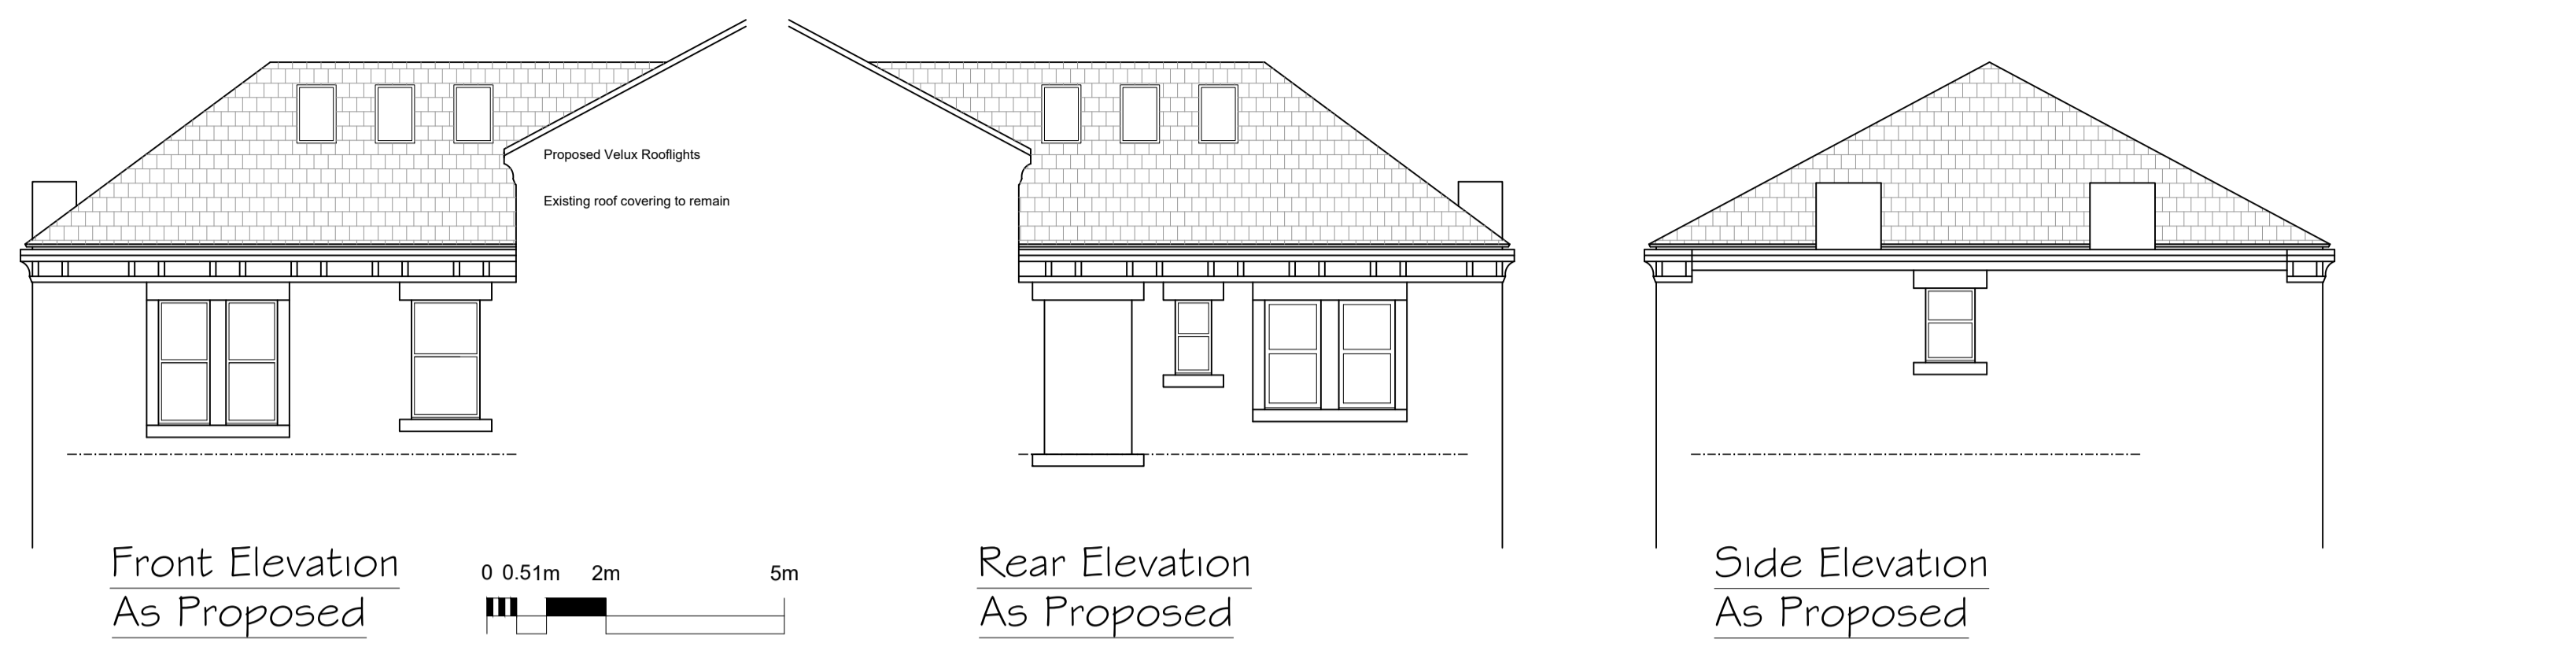 Proposed Velux Rooflights
Existing roof covering to remain
Front Elevation
As Proposed
0 0.51m 2m 5m
Rear Elevation
As Proposed
Side Elevation
As Proposed